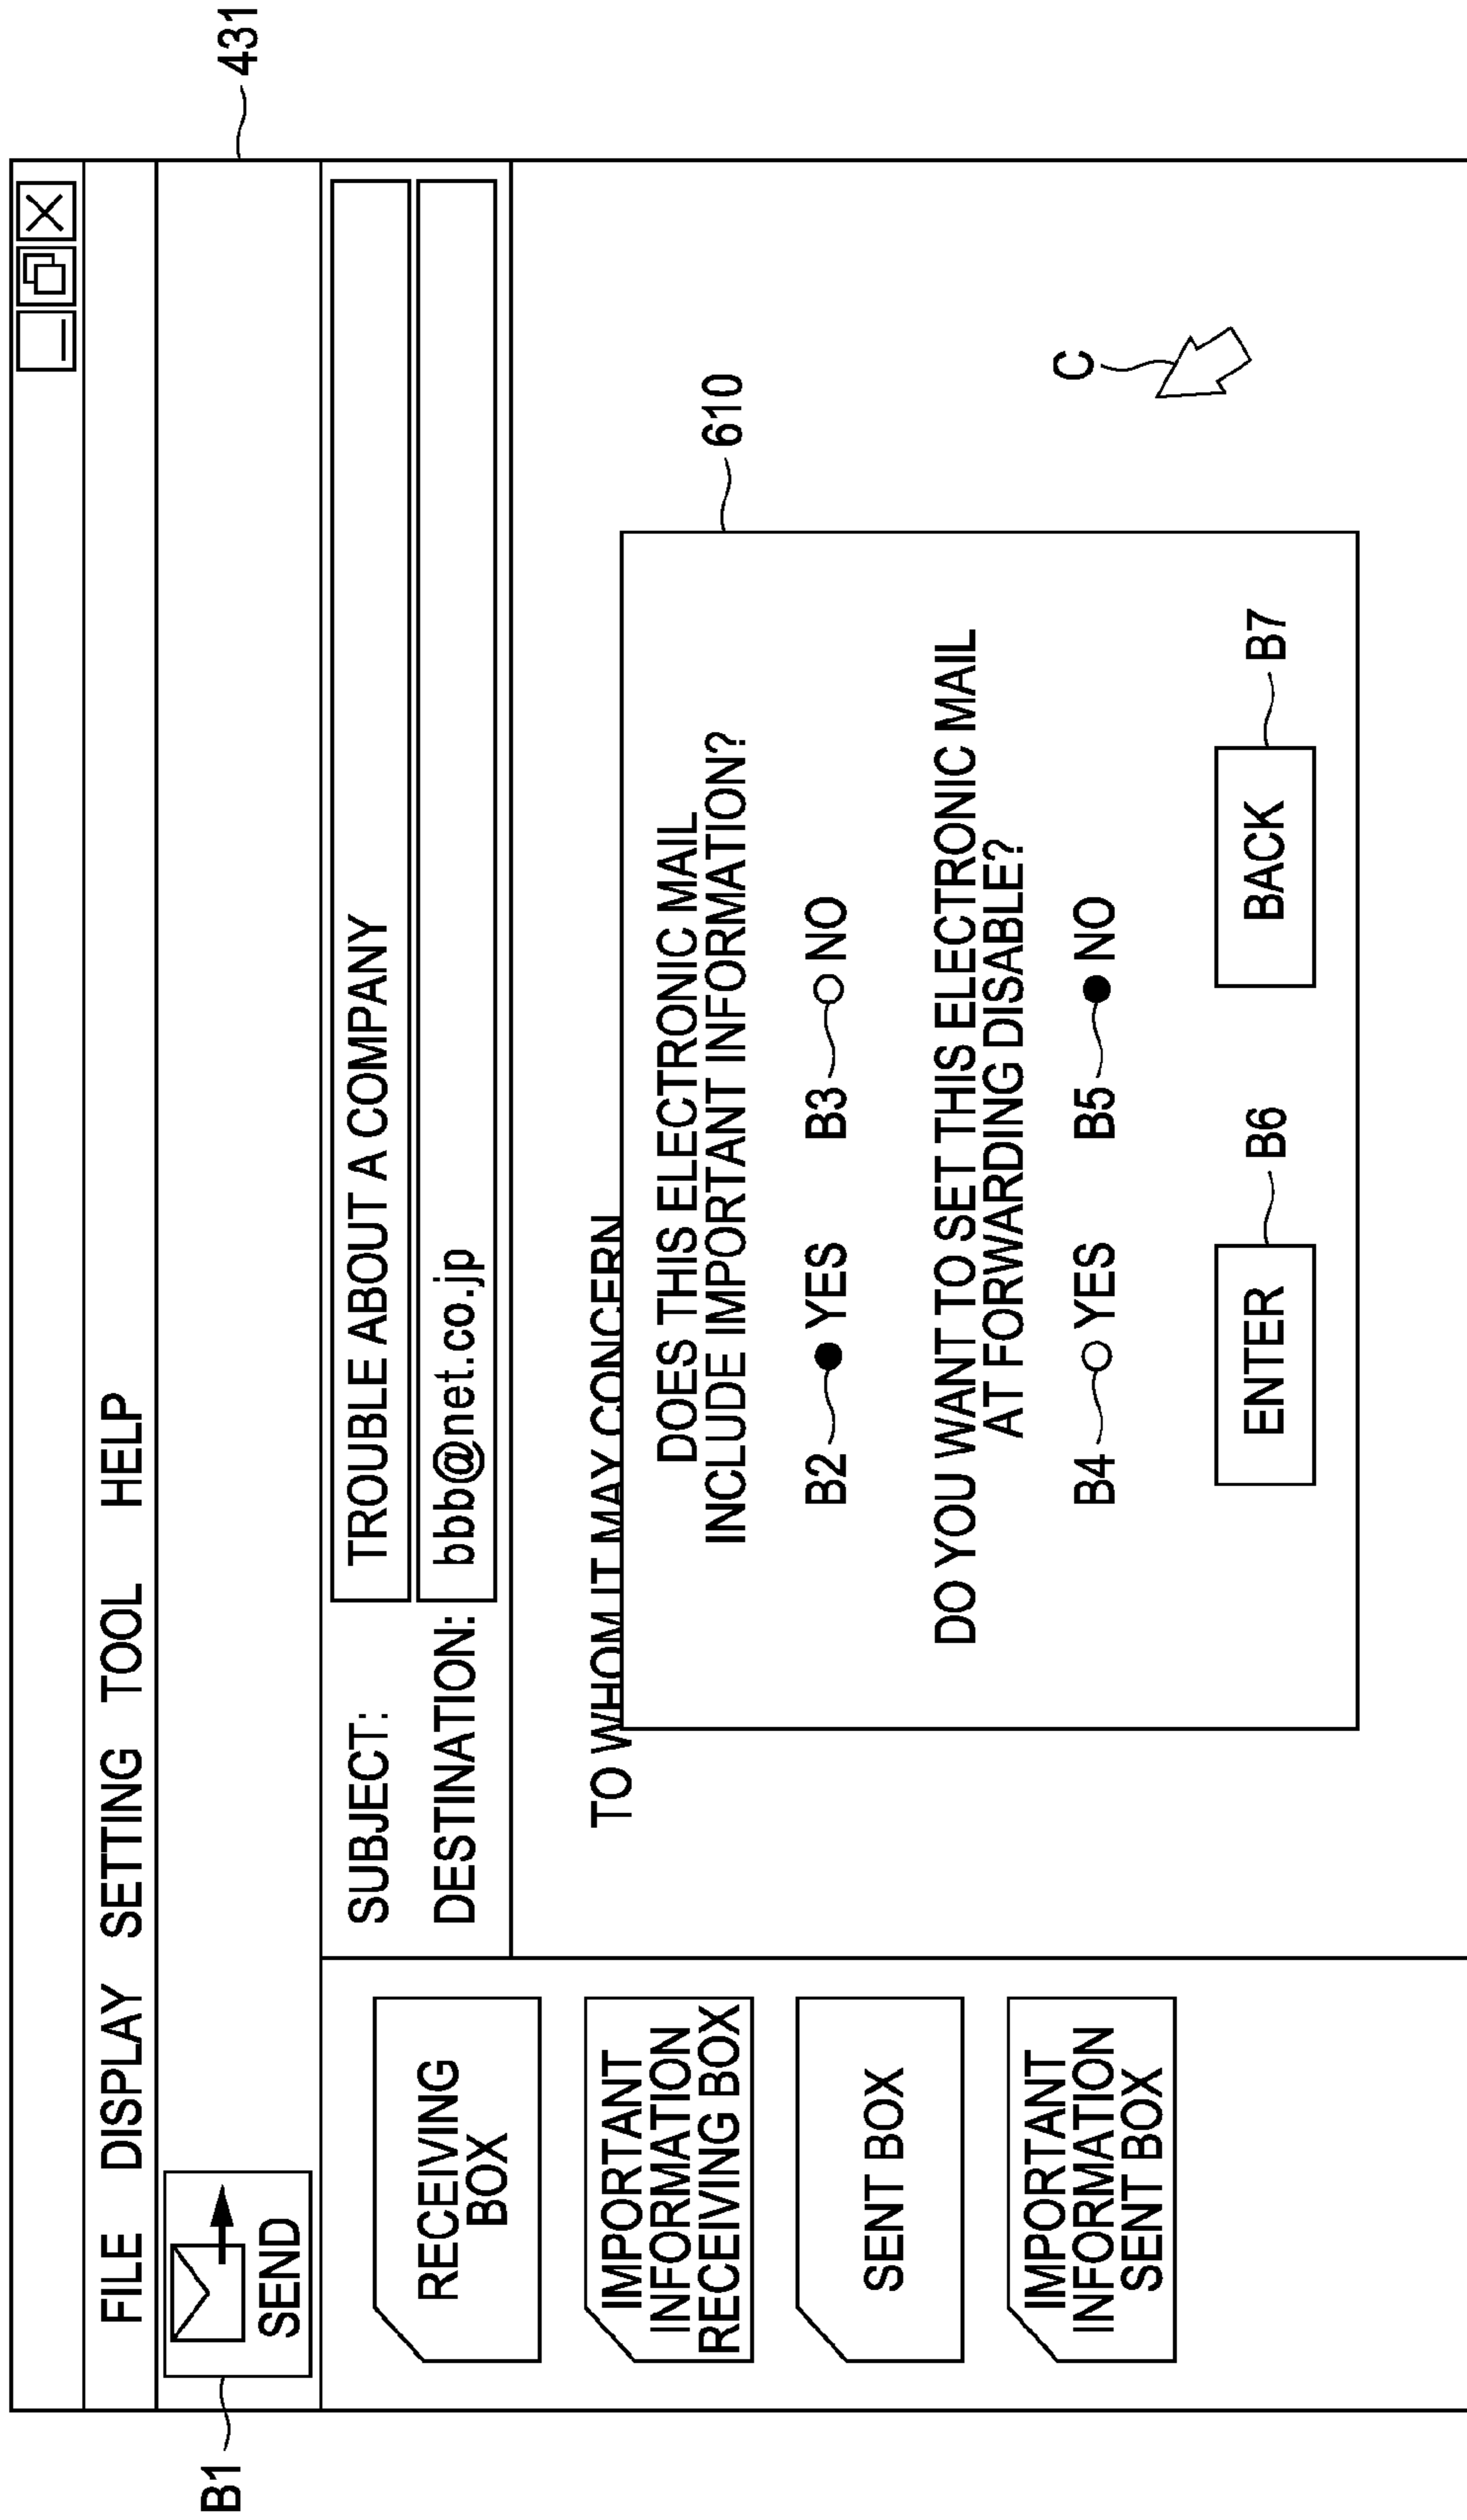 431
FILE DISPLAY SETTING TOOL HELP
B1
SEND
SUBJECT: TROUBLE ABOUT A COMPANY
DESTINATION: bbb@net.co.jp
RECEIVING
BOX
IMPORTANT
INFORMATION
RECEIVING BOX
SENT BOX
IMPORTANT
INFORMATION
SENT BOX
TO WHOM IT MAY CONCERN
610
DOES THIS ELECTRONIC MAIL
INCLUDE IMPORTANT INFORMATION?
B2 YES B3 NO
DO YOU WANT TO SET THIS ELECTRONIC MAIL
AT FORWARDING DISABLE?
B4 YES B5 NO
ENTER B6 BACK B7
C